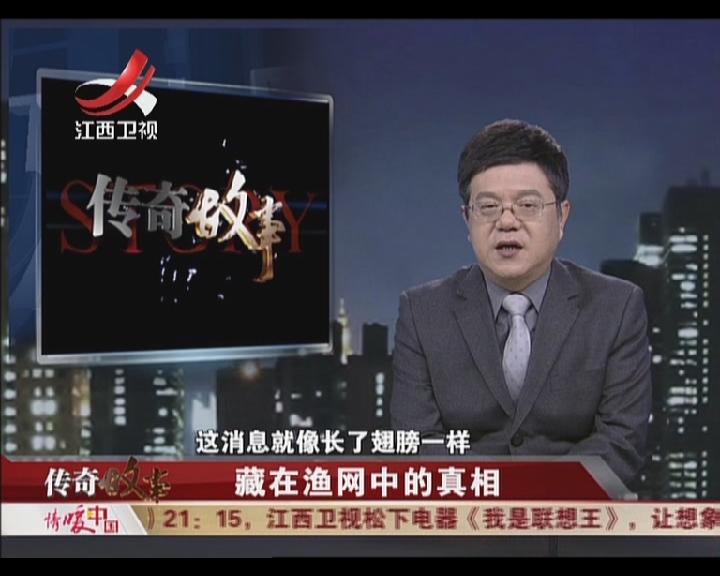 江西卫视
传奇故事
STORY
这消息就像长了翅膀一样
传奇故事
藏在渔网中的真相
情暖中国
）21：15，江西卫视松下电器《我是联想王》，让想象